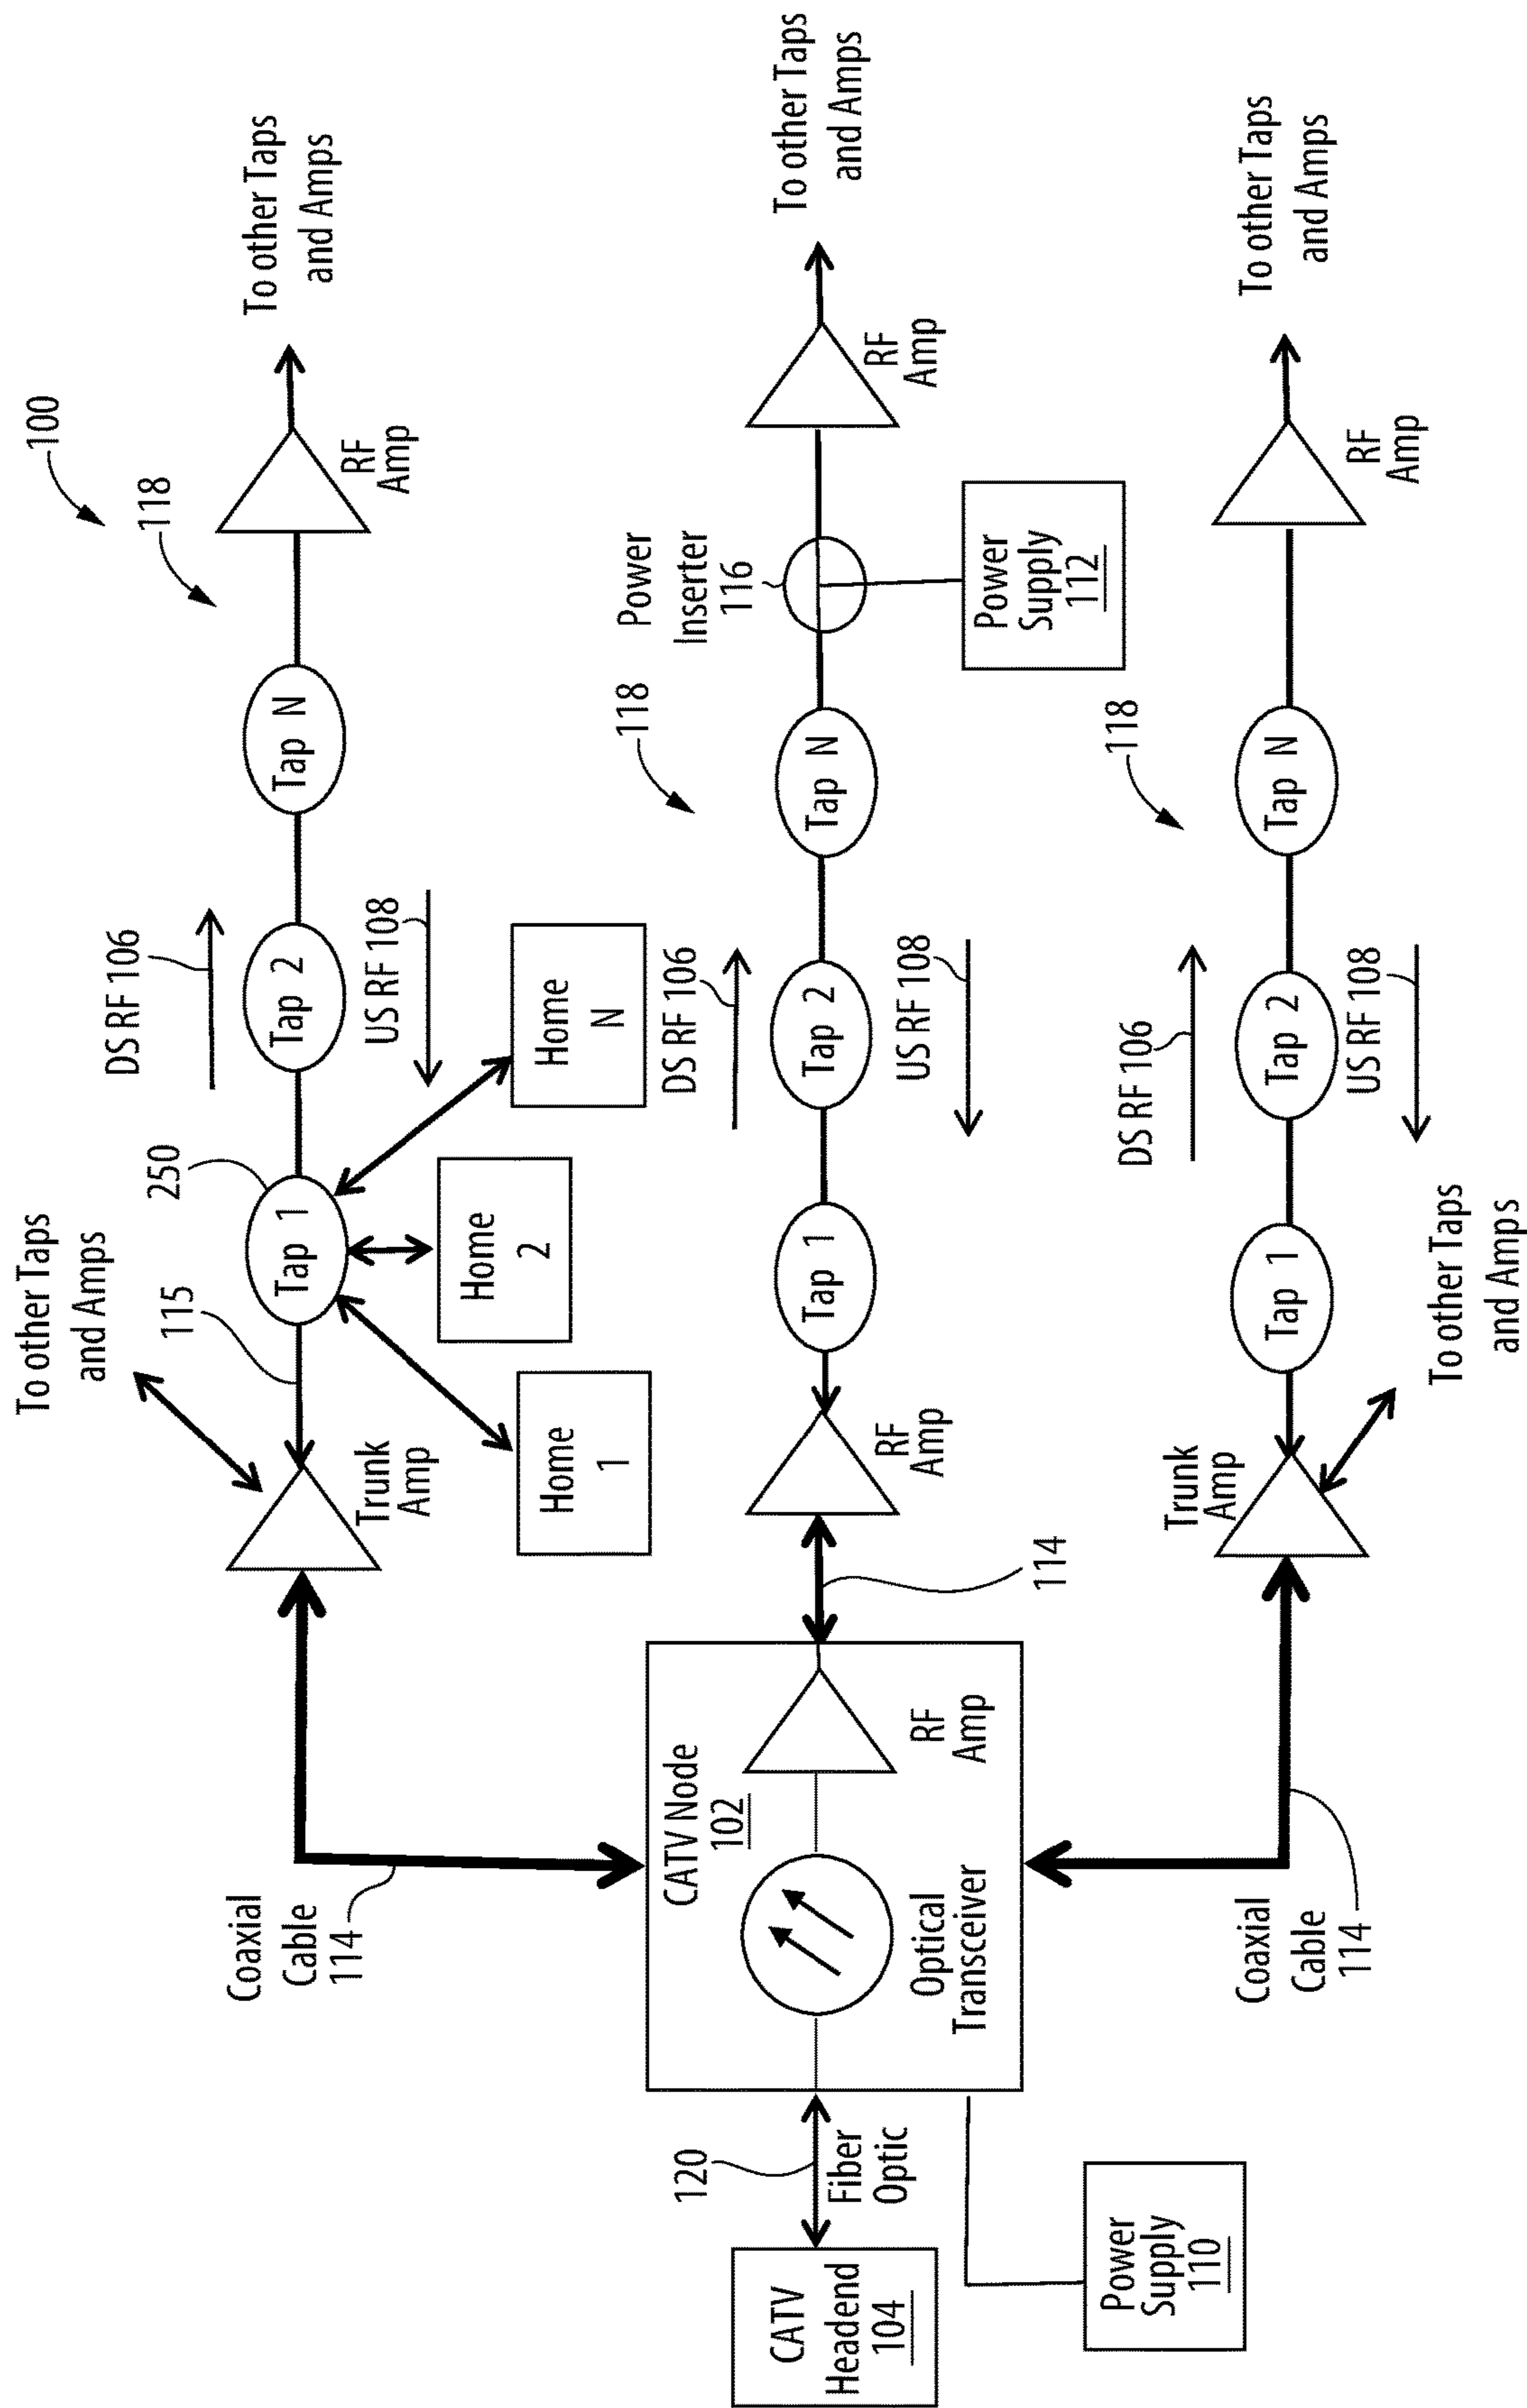 100
To other Taps
and Amps
115
250
DS RF 106
118
To other Taps
and Amps
Coaxial
Cable
114
Trunk
Amp
Tap 1
Tap 2
Tap N
RF
Amp
US RF 108
Home
1
Home
2
Home
N
CATV
Headend
104
120
Fiber
Optic
CATV Node
102
Optical
Transceiver
RF
Amp
114
RF
Amp
Tap 1
DS RF 106
Tap 2
US RF 108
118
Tap N
Power
Inserter
116
RF
Amp
To other Taps
and Amps
Power
Supply
112
Power
Supply
110
Coaxial
Cable
114
Trunk
Amp
To other Taps
and Amps
Tap 1
DS RF 106
Tap 2
US RF 108
118
Tap N
RF
Amp
To other Taps
and Amps